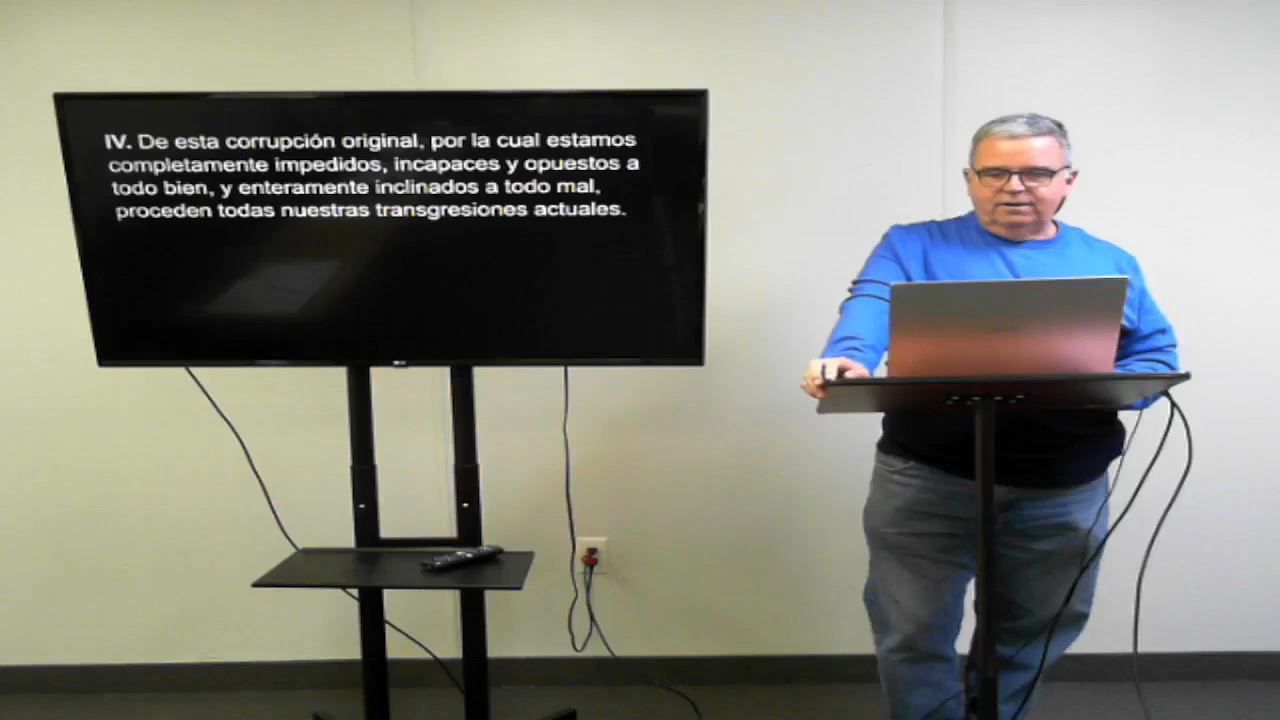 IV. De esta corrupción original, por la cual estamos
completamente impedidos, incapaces y opuestos a
todo bien, y enteramente inclinados a todo mal,
proceden todas nuestras transgresiones actuales.